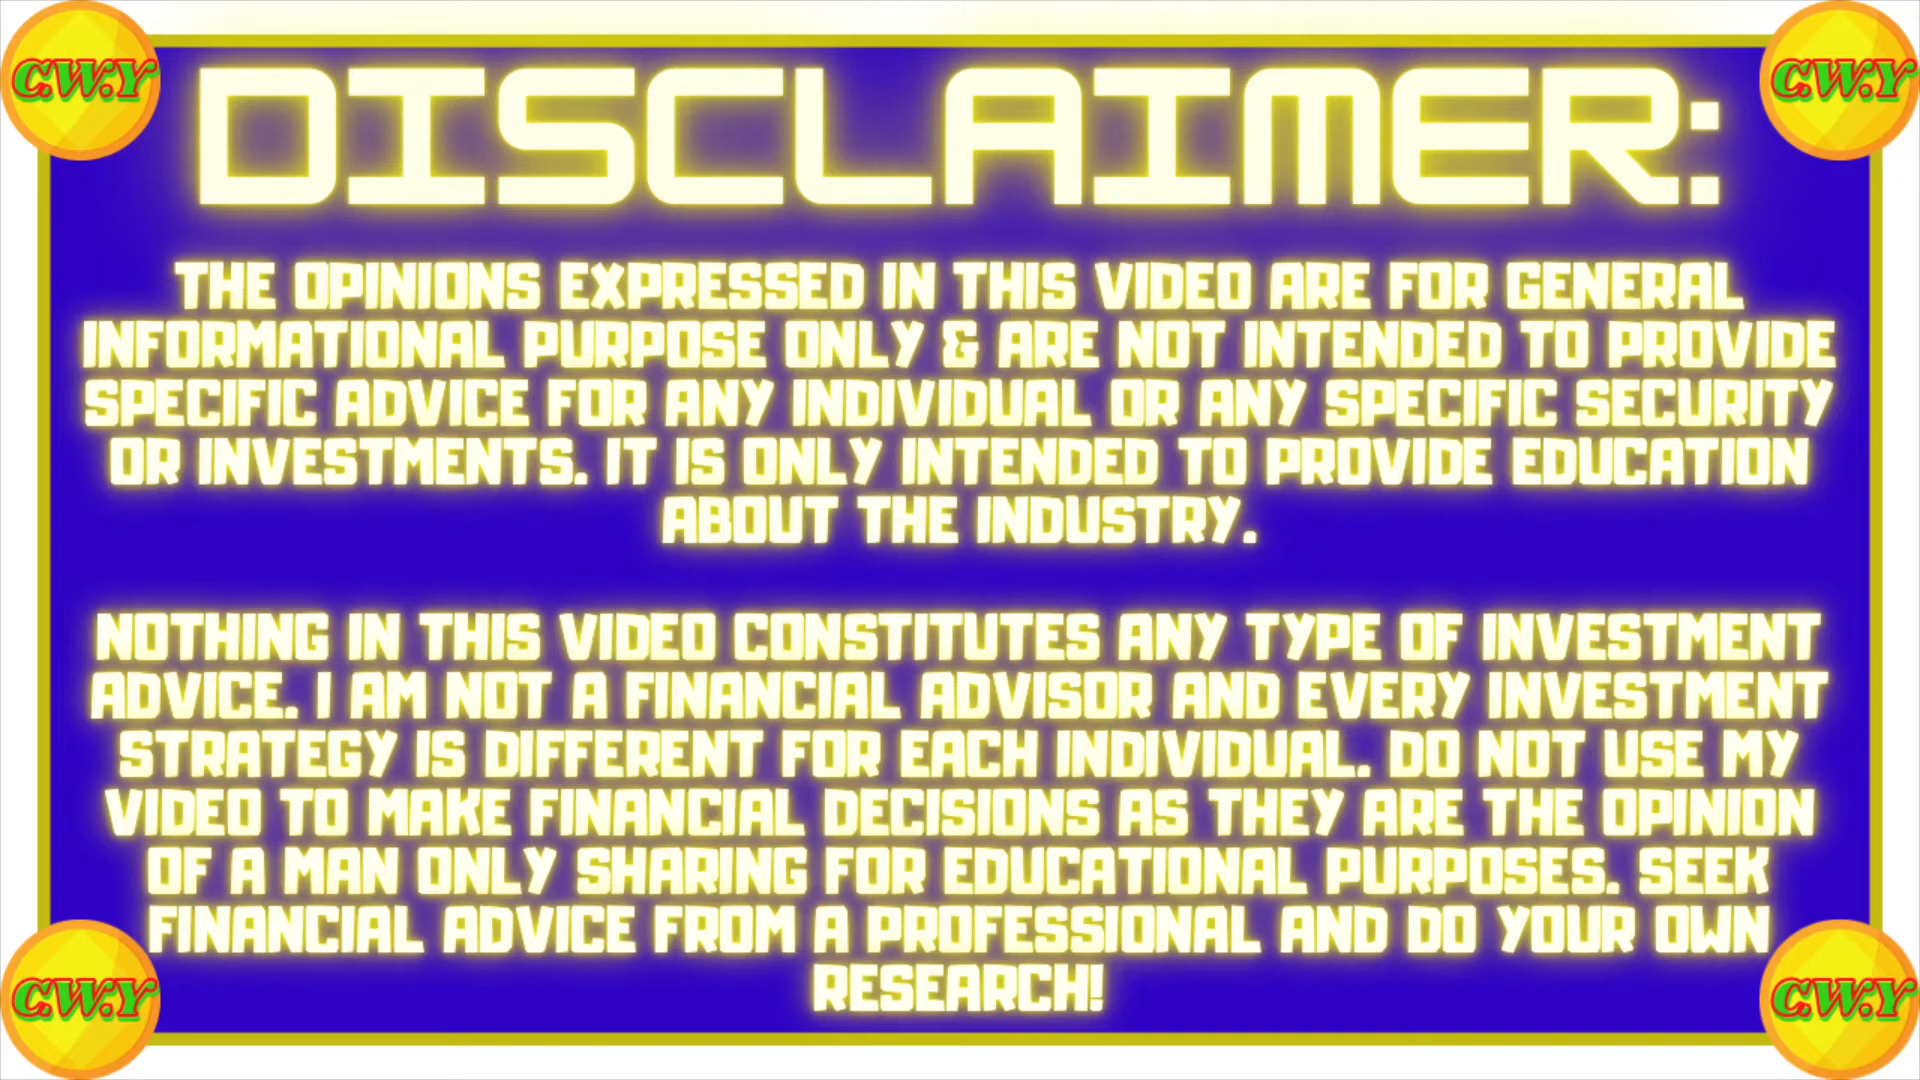 C.W.Y C.W.Y
DISCLAIMER:
THE OPINIONS EXPRESSED IN THIS VIDEO ARE FOR GENERAL
INFORMATIONAL PURPOSE ONLY & ARE NOT INTENDED TO PROVIDE
SPECIFIC ADVICE FOR ANY INDIVIDUAL OR ANY SPECIFIC SECURITY
OR INVESTMENTS. IT IS ONLY INTENDED TO PROVIDE EDUCATION
ABOUT THE INDUSTRY.
NOTHING IN THIS VIDEO CONSTITUTES ANY TYPE OF INVESTMENT
ADVICE. I AM NOT A FINANCIAL ADVISOR AND EVERY INVESTMENT
STRATEGY IS DIFFERENT FOR EACH INDIVIDUAL. DO NOT USE MY
VIDEO TO MAKE FINANCIAL DECISIONS AS THEY ARE THE OPINION
OF A MAN ONLY SHARING FOR EDUCATIONAL PURPOSES. SEEK
FINANCIAL ADVICE FROM A PROFESSIONAL AND DO YOUR OWN
RESEARCH!
C.W.Y C.W.Y